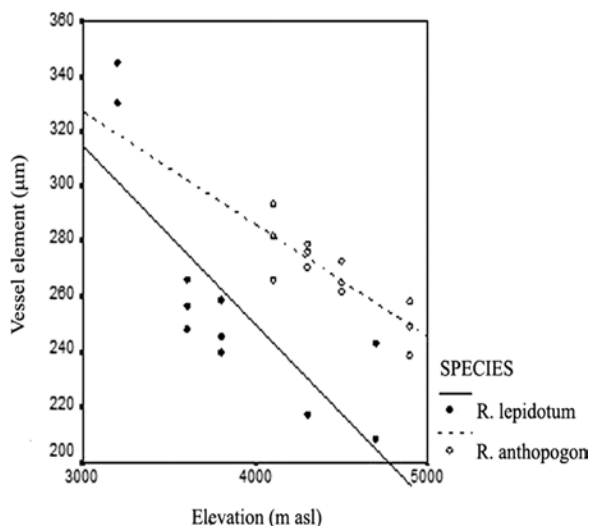 360
340
320
300
280
260
240
220
200
Vessel element (µm)
3000
4000
5000
Elevation (m asl)
SPECIES
R. lepidotum
R. anthopogon